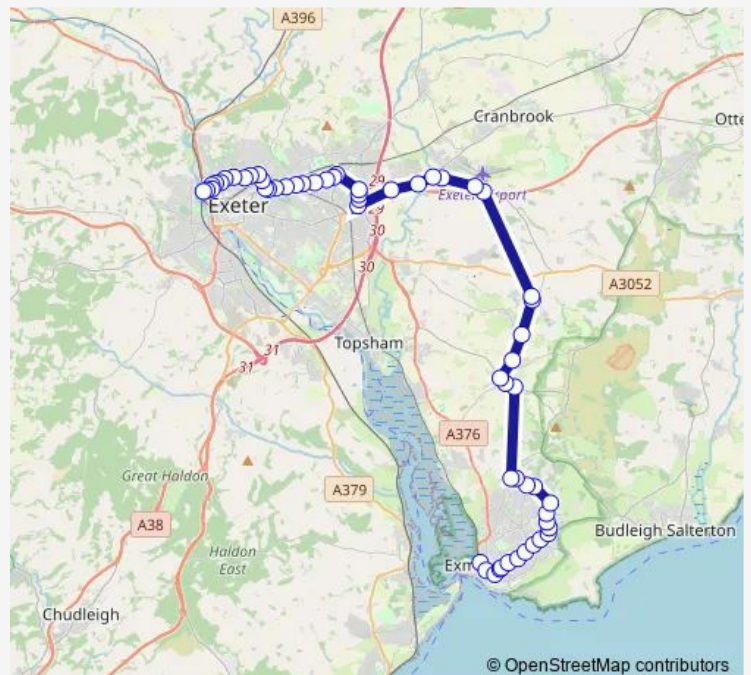 A396
Cranbrook
Otte
29
Exeter
Exeter port
29
30
30
A3052
31
31
Topsham
A376
Great Haldon
A379
A38
Budleigh Salterton
Haldon
East
Exm
Chudleigh
© OpenStreetMap contributors